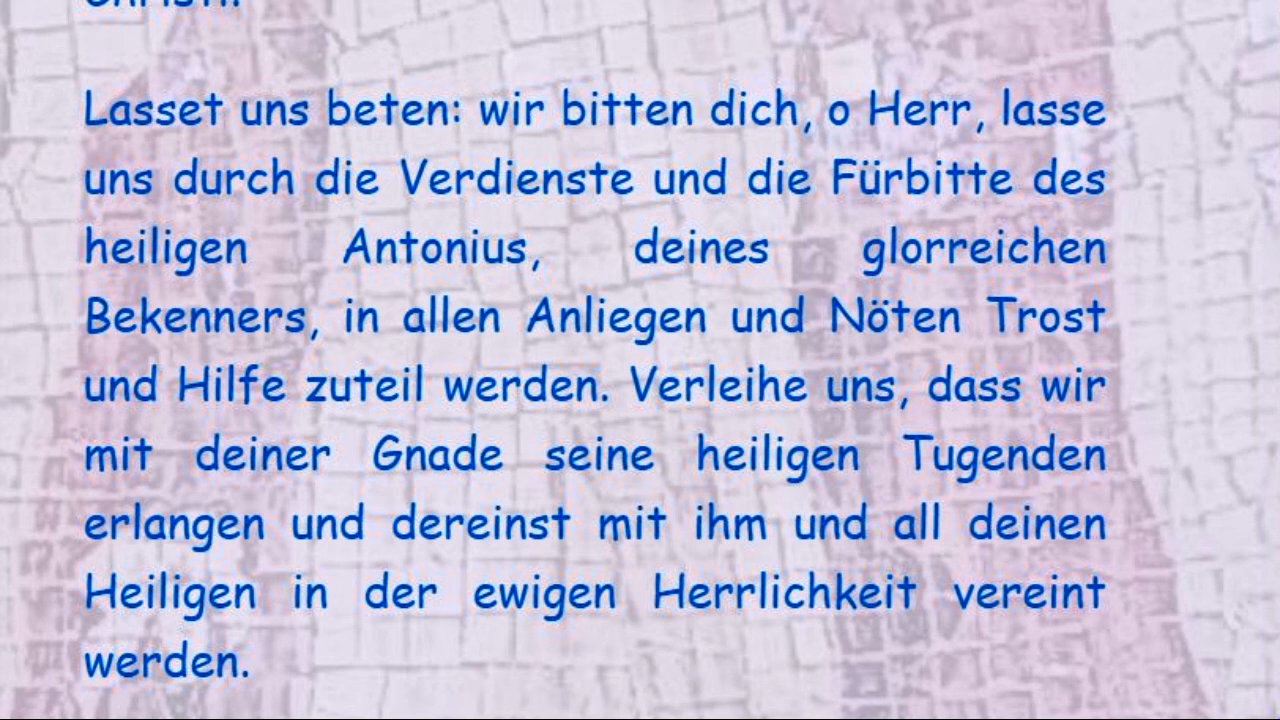 Christi.
Lasset uns beten: wir bitten dich, o Herr, lasse
uns durch die Verdienste und die Fürbitte des
heiligen Antonius, deines glorreichen
Bekenners, in allen Anliegen und Nöten Trost
und Hilfe zuteil werden. Verleihe uns, dass wir
mit deiner Gnade seine heiligen Tugenden
erlangen und dereinst mit ihm und all deinen
Heiligen in der ewigen Herrlichkeit vereint
werden.